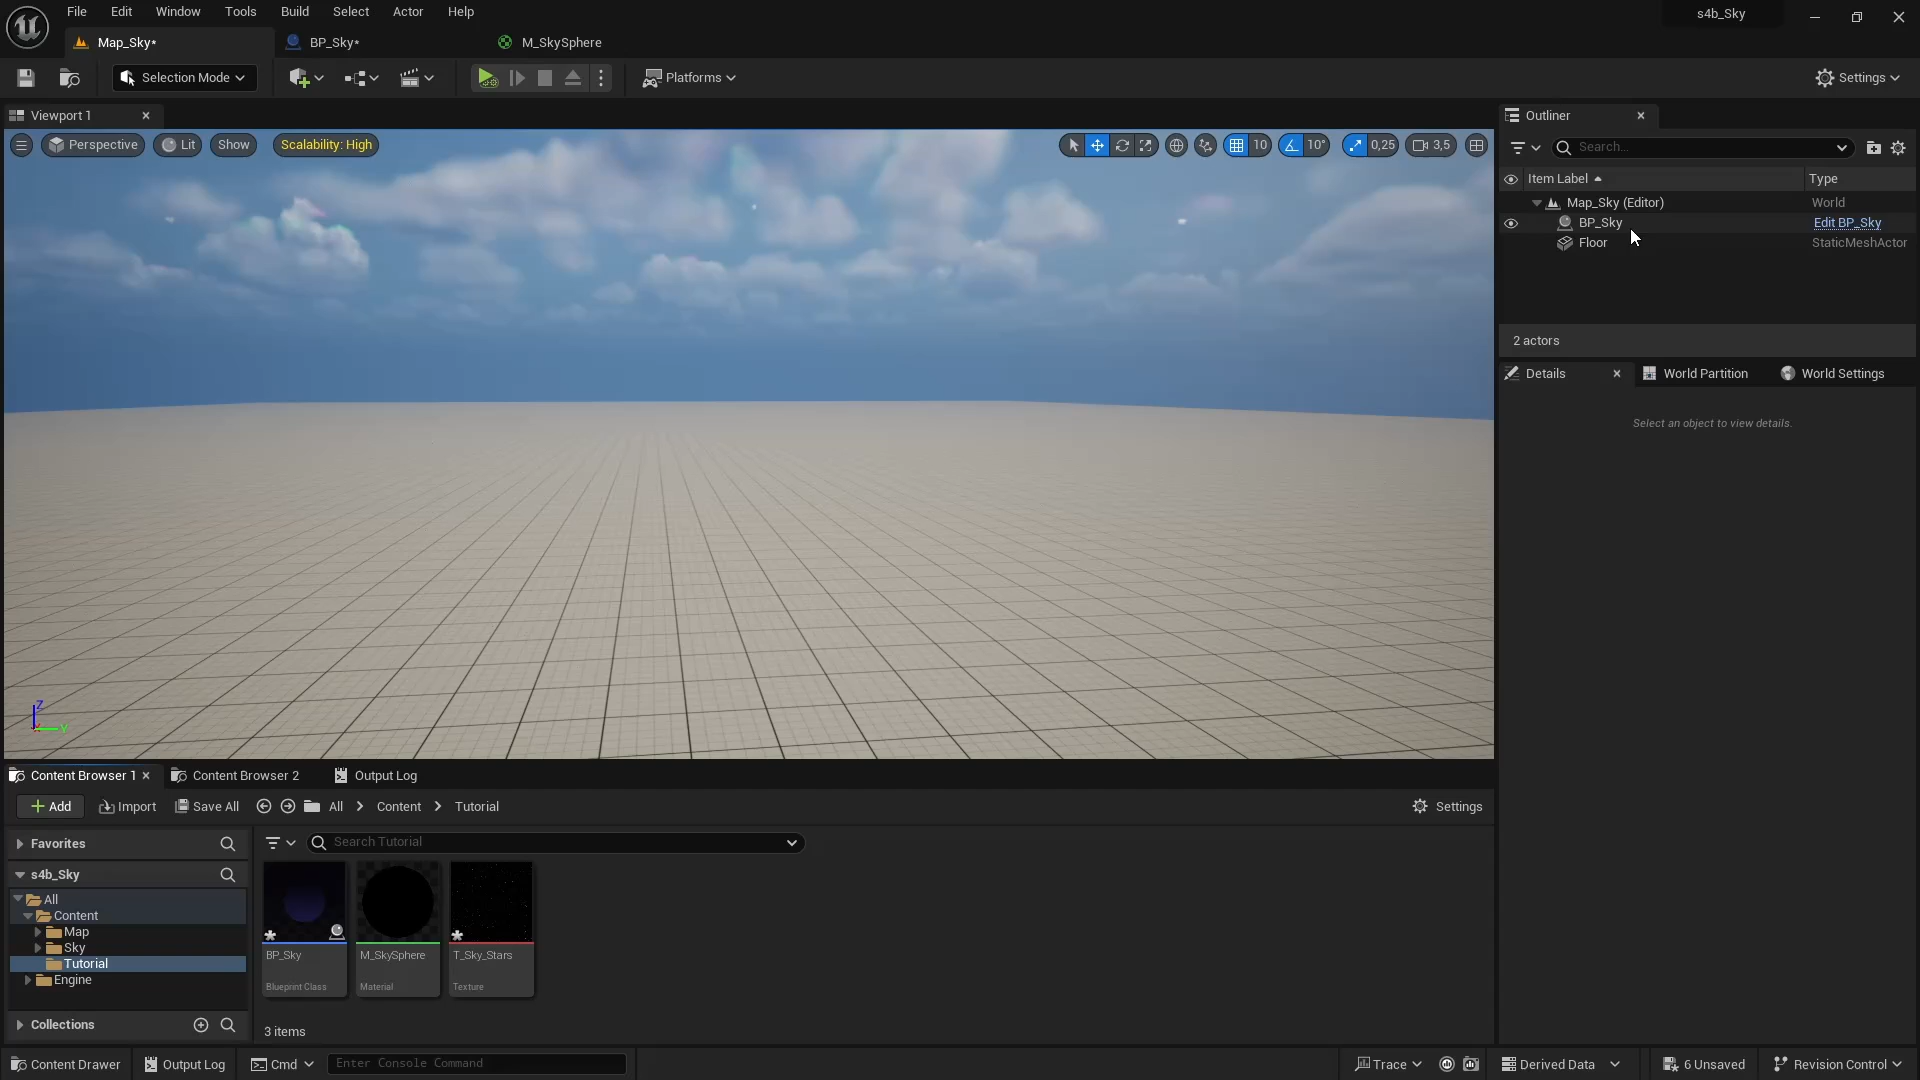 File Edit Window Tools Build Select Actor Help
s4b_Sky
Map_Sky* BP_Sky* M_SkySphere
Selection Mode
Platforms
Settings
Viewport 1
Perspective Lit Show Scalability: High
10 10° 0,25 3,5
Outliner
Search...
Item Label Type
Map_Sky (Editor) World
BP_Sky Edit BP_Sky
Floor StaticMeshActor
2 actors
Details World Partition World Settings
Select an object to view details.
Z
Y
Content Browser 1 Content Browser 2 Output Log
Add Import Save All All Content Tutorial Settings
Favorites
Search Tutorial
s4b_Sky
All
Content
Map
Sky
Tutorial
Engine
BP_Sky M_SkySphere T_Sky_Stars
Blueprint Class Material Texture
Collections
3 items
Content Drawer Output Log Cmd Enter Console Command Trace Derived Data 6 Unsaved Revision Control